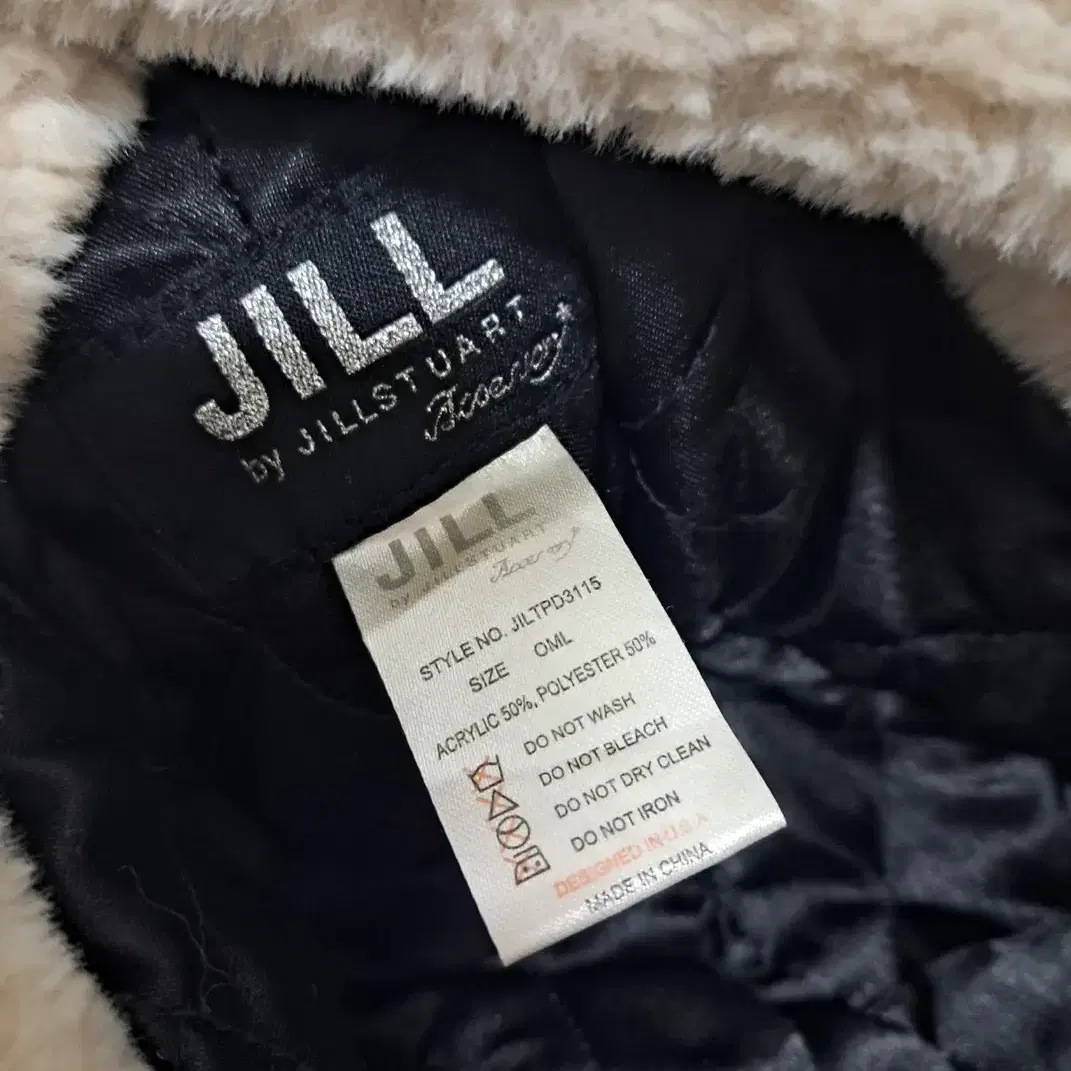 JILL
by JILLSTUART
Accessory
JILL
by JILLSTUART
Accessory
STYLE NO. JILTPD3115
SIZE OML
ACRYLIC 50%, POLYESTER 50%
DO NOT WASH
DO NOT BLEACH
DO NOT DRY CLEAN
DO NOT IRON
DESIGNED IN U.S.A
MADE IN CHINA